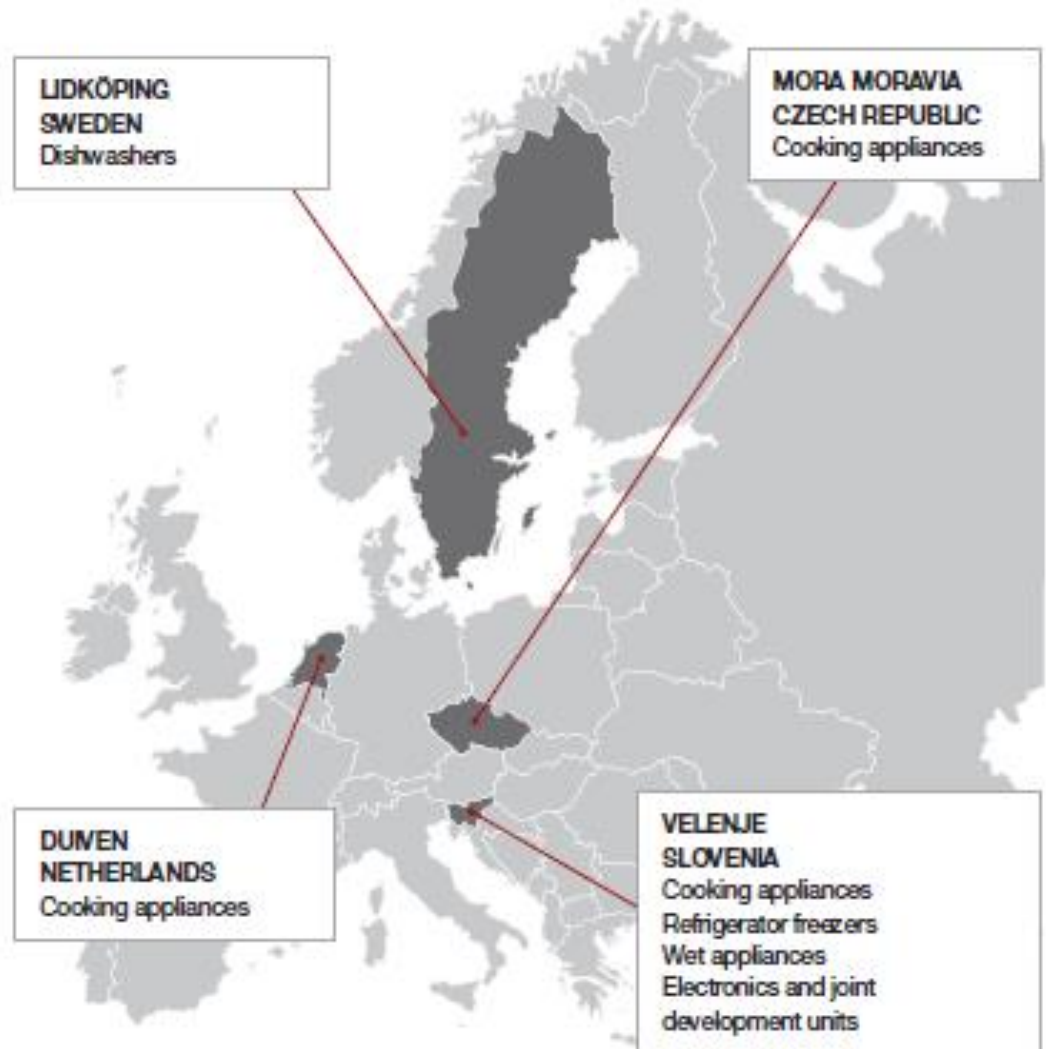 LIDKÖPING
SWEDEN
Dishwashers
MORA MORAVIA
CZECH REPUBLIC
Cooking appliances
DUIVEN
NETHERLANDS
Cooking appliances
VELENJE
SLOVENIA
Cooking appliances
Refrigerator freezers
Wet appliances
Electronics and joint
development units